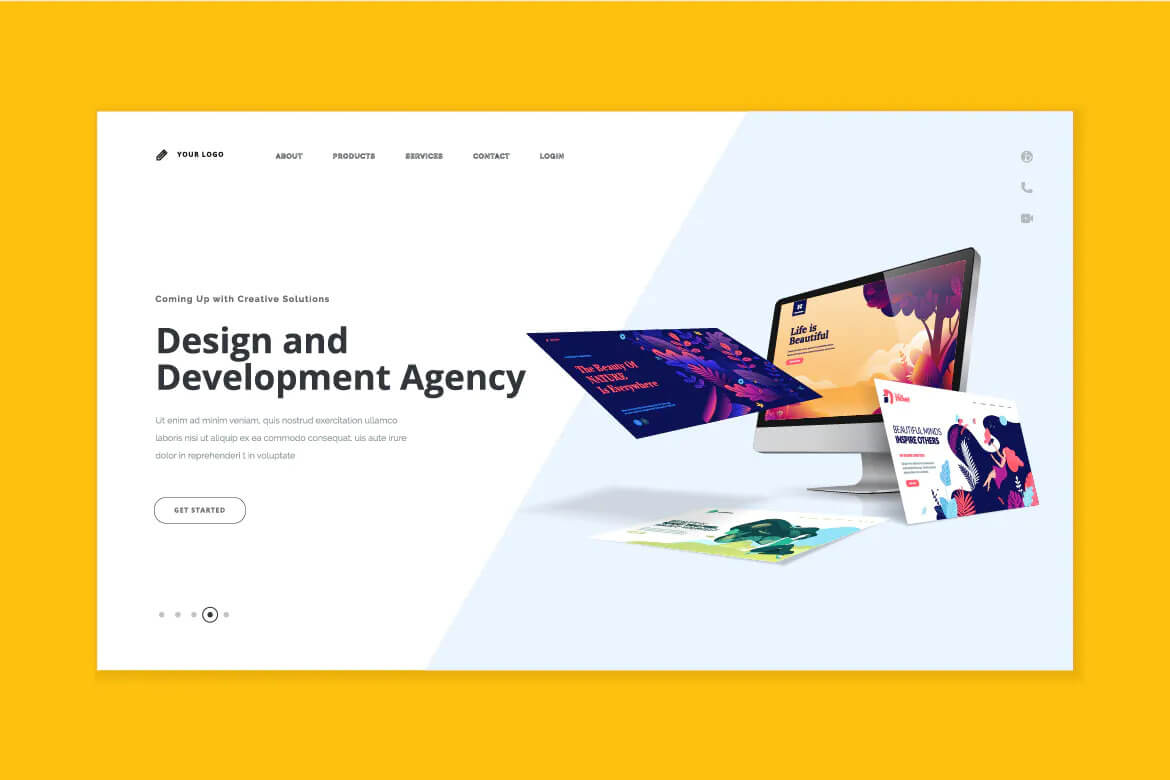 YOUR LOGO
ABOUT PRODUCTS SERVICES CONTACT LOGIN
Coming Up with Creative Solutions
Design and
Development Agency
Ut enim ad minim veniam, quis nostrud exercitation ullamco
laboris nisi ut aliquip ex ea commodo consequat, uis aute irure
dolor in reprehenderi t in voluptate
GET STARTED
Life is
Beautiful
The Beauty Of
NATURE
Is Everywhere
BEAUTIFUL MINDS
INSPIRE OTHERS